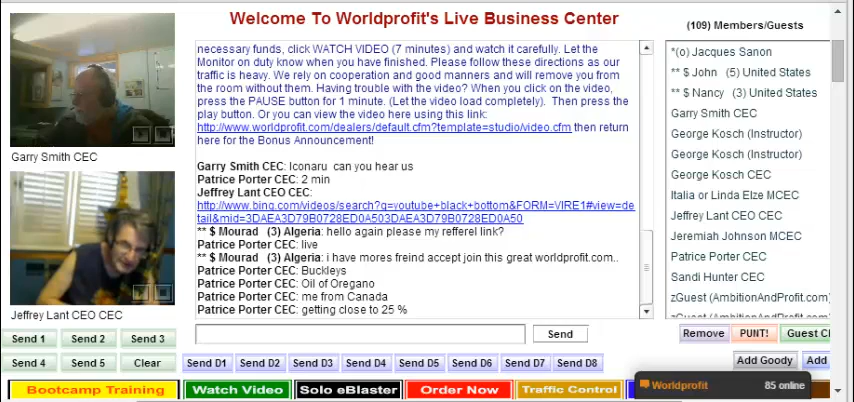 Welcome To Worldprofit's Live Business Center
(109) Members/Guests
necessary funds, click WATCH VIDEO (7 minutes) and watch it carefully. Let the
Monitor on duty know when you have finished. Please follow these directions as our
traffic is heavy. We rely on cooperation and good manners and will remove you from
the room without them. Having trouble with the video? When you click on the video,
press the PAUSE button for 1 minute. (Let the video load completely). Then press the
play button. Or you can view the video here using this link:
http://www.worldprofit.com/dealers/default.cfm?template=studio/video.cfm then return
here for the Bonus Announcement!
Garry Smith CEC: Iconaru can you hear us
Patrice Porter CEC: 2 min
Jeffrey Lant CEO CEC:
http://www.bing.com/videos/search?q=youtube+black+bottom&FORM=VIRE1#view=de
tail&mid=3DAEA3D79B0728ED0A503DAEA3D79B0728ED0A50
** $ Mourad (3) Algeria: hello again please my refferel link?
Patrice Porter CEC: live
** $ Mourad (3) Algeria: i have mores freind accept join this great worldprofit.com..
Patrice Porter CEC: Buckleys
Patrice Porter CEC: Oil of Oregano
Patrice Porter CEC: me from Canada
Patrice Porter CEC: getting close to 25 %
*(o) Jacques Sanon
** $ John (5) United States
** $ Nancy (3) United States
Garry Smith CEC
George Kosch (Instructor)
George Kosch (Instructor)
George Kosch CEC
Italia or Linda Elze MCEC
Jeffrey Lant CEO CEC
Jeremiah Johnson MCEC
Patrice Porter CEC
Sandi Hunter CEC
zGuest (AmbitionAndProfit.com)
Garry Smith CEC
Jeffrey Lant CEO CEC
Send
Remove
PUNT!
Guest Cl
Send 1
Send 2
Send 3
Send 4
Send 5
Clear
Send D1
Send D2
Send D3
Send D4
Send D5
Send D6
Send D7
Send D8
Add Goody
Add
Bootcamp Training
Watch Video
Solo eBlaster
Order Now
Traffic Control
Worldprofit
85 online